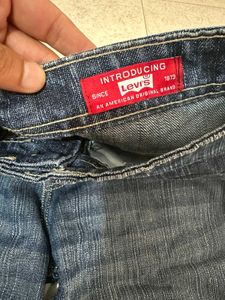 INTRODUCING
SINCE Levi's 1873
AN AMERICAN ORIGINAL BRAND